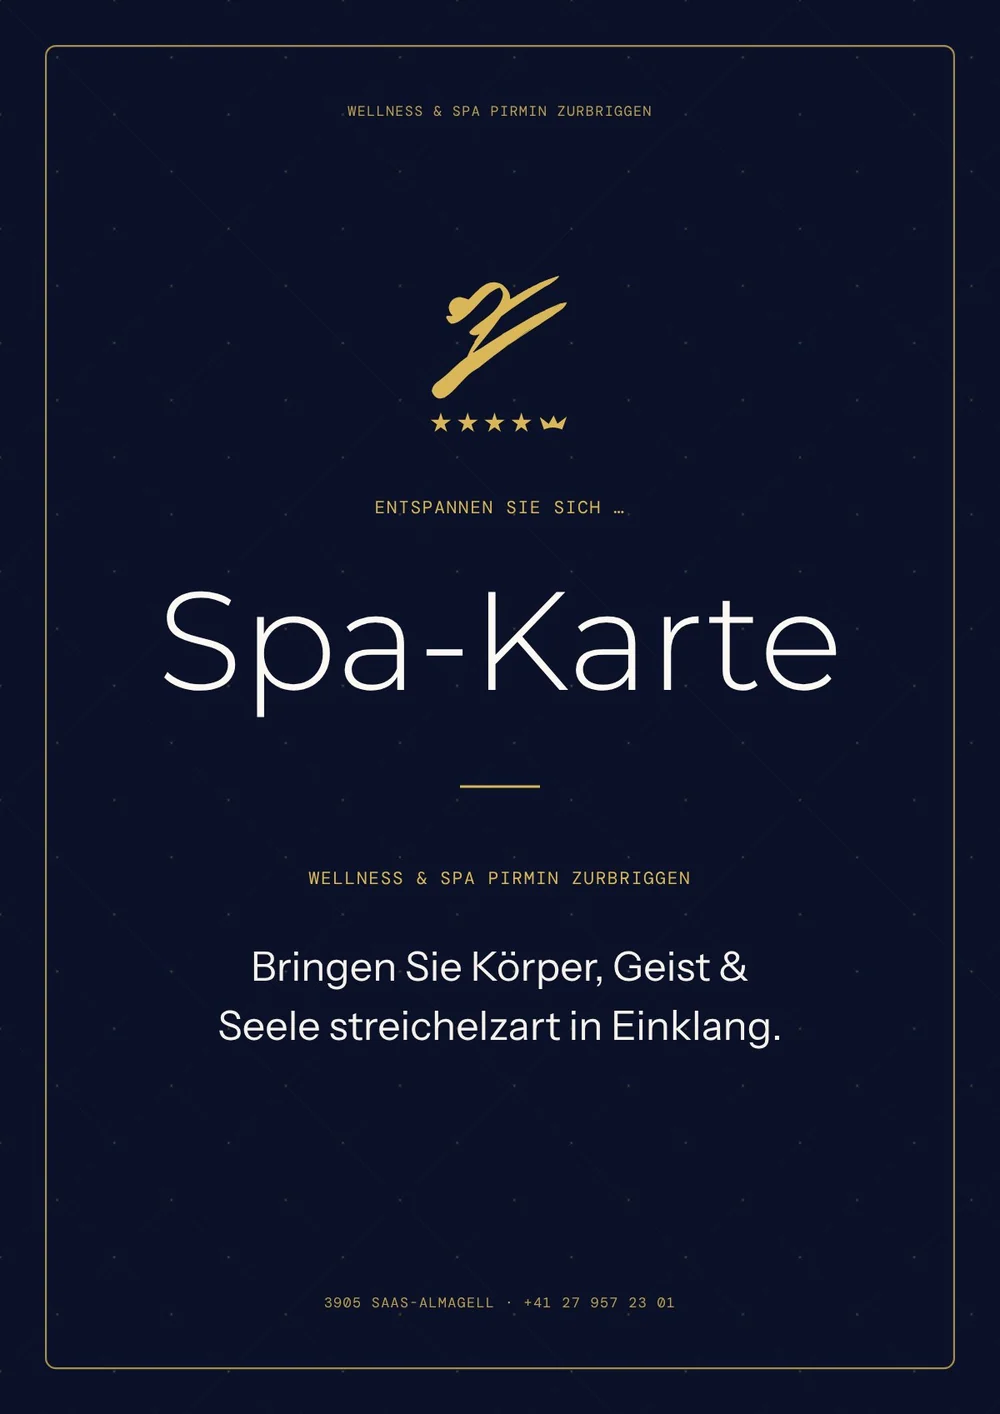 WELLNESS & SPA PIRMIN ZURBRIGGEN
ENTSPANNEN SIE SICH …
Spa-Karte
WELLNESS & SPA PIRMIN ZURBRIGGEN
Bringen Sie Körper, Geist &
Seele streichelzart in Einklang.
3905 SAAS-ALMAGELL · +41 27 957 23 01